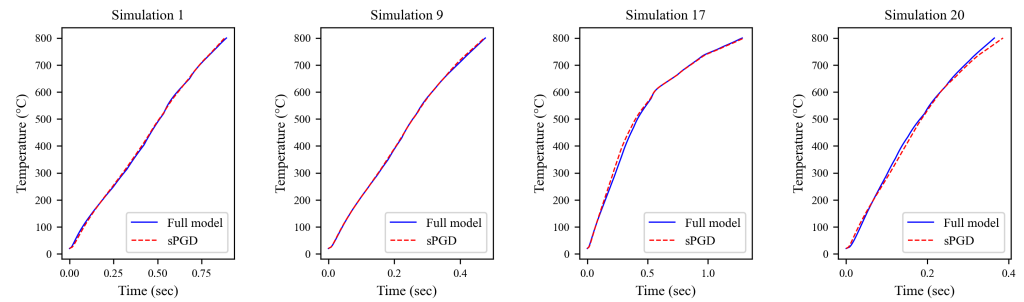 Simulation 1
Temperature (°C)
800
700
600
500
400
300
200
100
0
Full model
sPGD
0.00 0.25 0.50 0.75
Time (sec)
Simulation 9
Temperature (°C)
800
700
600
500
400
300
200
100
0
Full model
sPGD
0.0 0.2 0.4
Time (sec)
Simulation 17
Temperature (°C)
800
700
600
500
400
300
200
100
0
Full model
sPGD
0.0 0.5 1.0
Time (sec)
Simulation 20
Temperature (°C)
800
700
600
500
400
300
200
100
0
Full model
sPGD
0.0 0.2 0.4
Time (sec)